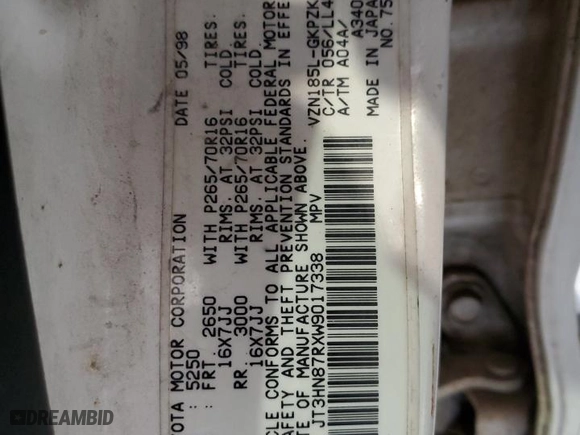 OTA MOTOR CORPORATION DATE 05/98
: 5250
: FRT. 2650 WITH P265/70R16 TIRES.
16X7JJ RIMS. AT 32PSI COLD.
RR. 3000 WITH P265/70R16 TIRES.
16X7JJ RIMS. AT 32PSI COLD.
CLE CONFORMS TO ALL APPLICABLE FEDERAL MOTOR
AFETY AND THEFT PREVENTION STANDARDS IN EFFE
E OF MANUFACTURE SHOWN ABOVE. VZN185L-GKPZK
JT3HN87RXW9017338 MPV C/TR 056/LL4
A/TM A04A/ A340
MADE IN JAPA NO.75
DREAMBID